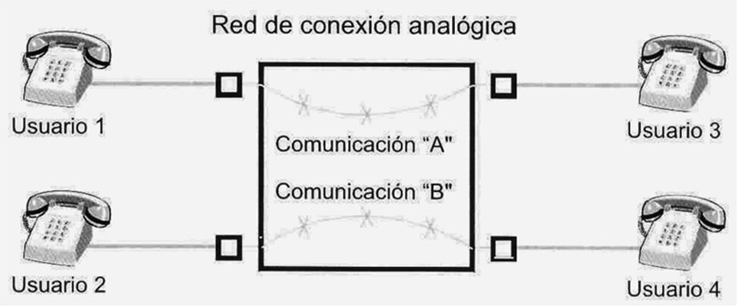 Red de conexión analógica
Usuario 1
Usuario 3
Comunicación "A"
Comunicación "B"
Usuario 2
Usuario 4